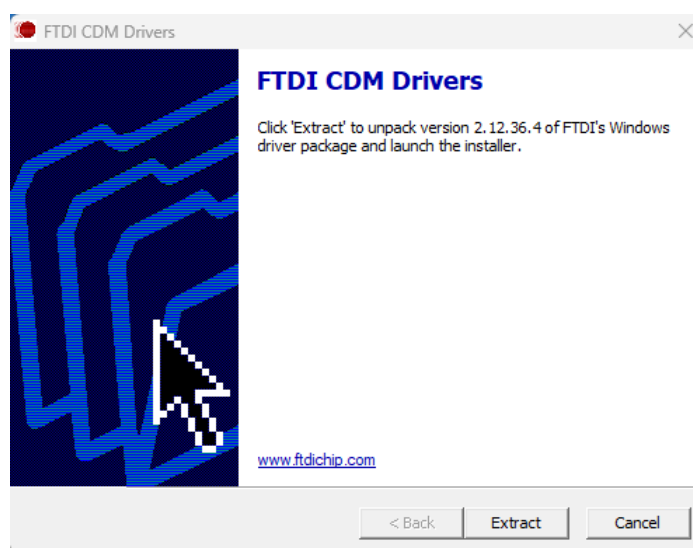 FTDI CDM Drivers
FTDI CDM Drivers
Click 'Extract' to unpack version 2.12.36.4 of FTDI's Windows
driver package and launch the installer.
www.ftdichip.com
< Back Extract Cancel